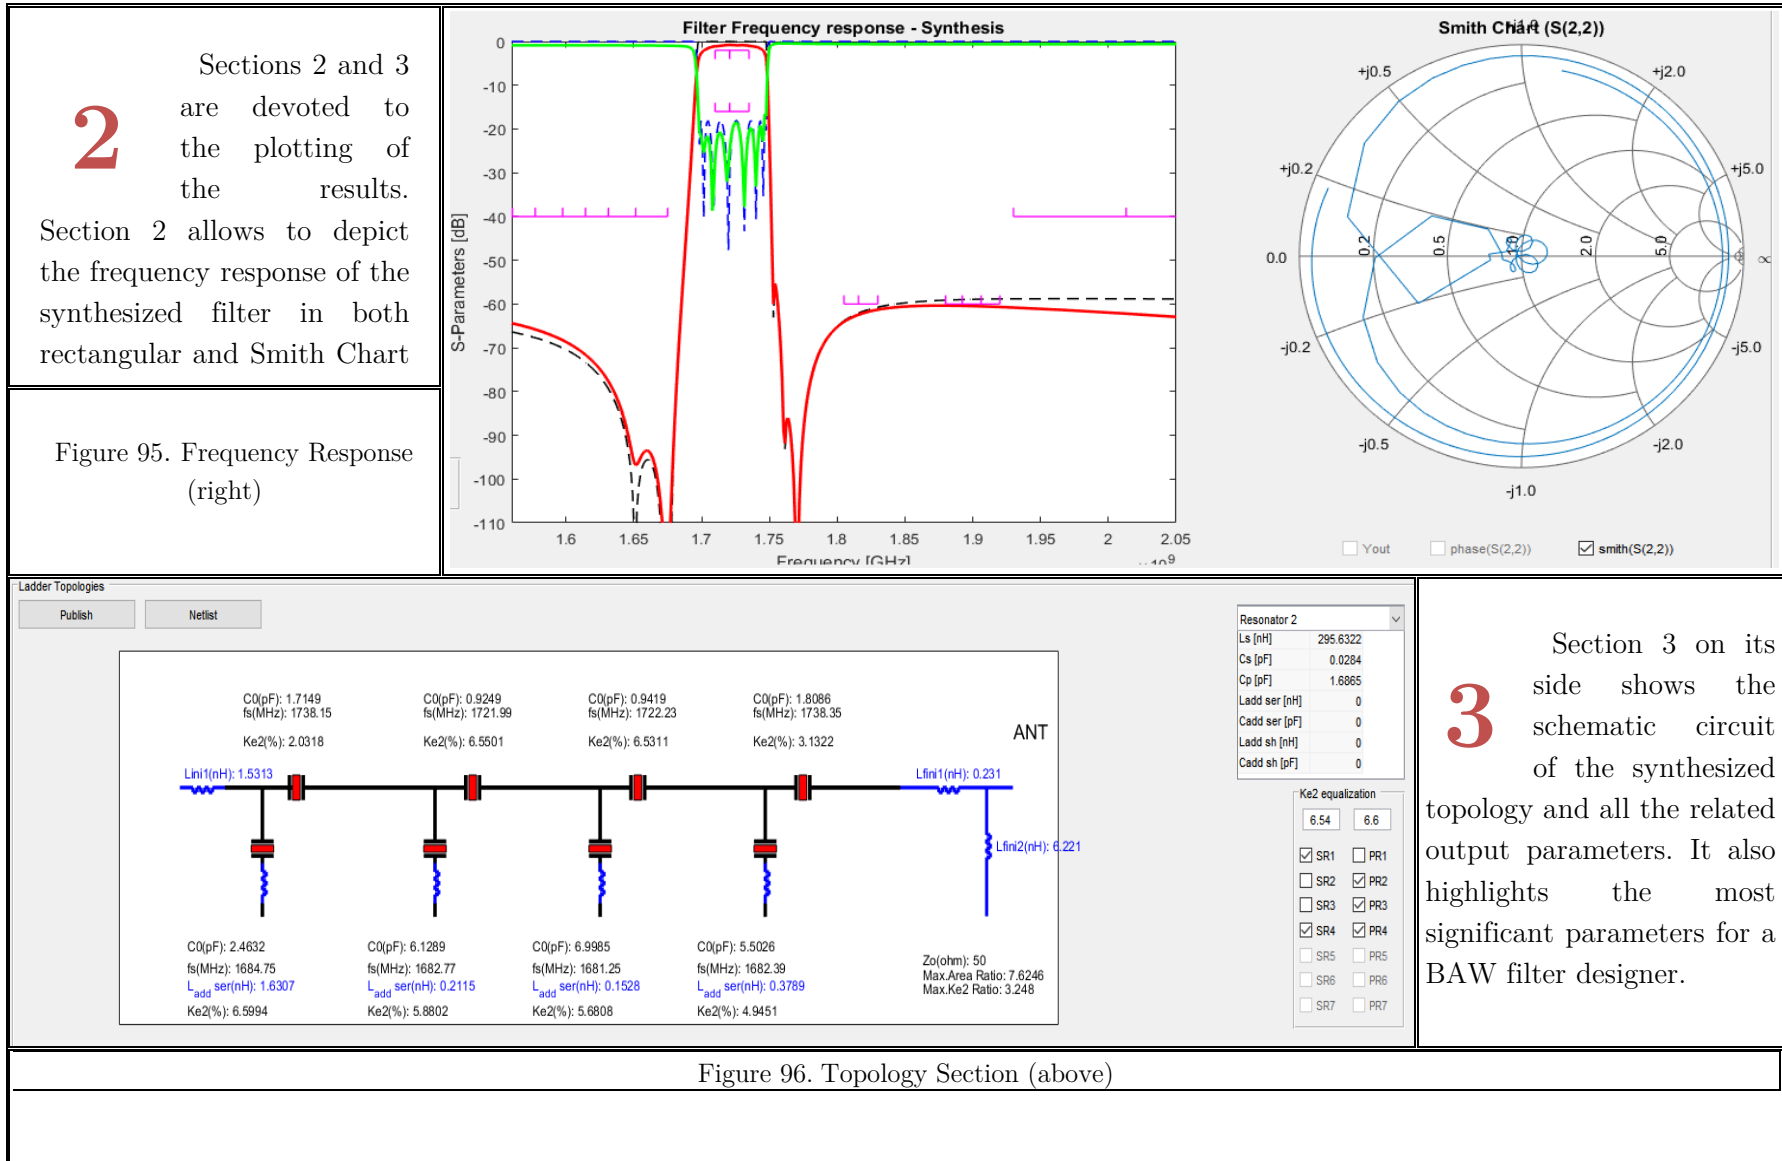 Sections 2 and 3
2
are devoted to
the plotting of
the results.
Section 2 allows to depict
the frequency response of the
synthesized filter in both
rectangular and Smith Chart
Figure 95. Frequency Response
(right)
Filter Frequency response - Synthesis
S-Parameters [dB]
0
-10
-20
-30
-40
-50
-60
-70
-80
-90
-100
-110
1.6
1.65
1.7
1.75
1.8
1.85
1.9
1.95
2
2.05
Frequency [GHz]
×10⁹
Smith Chart (S(2,2))
+j1.0
+j0.5
+j2.0
+j0.2
+j5.0
0.0
0.2
0.5
1.0
2.0
5.0
∞
-j0.2
-j5.0
-j0.5
-j2.0
-j1.0
Yout
phase(S(2,2))
smith(S(2,2))
Ladder Topologies
Publish
Netlist
C0(pF): 1.7149
fs(MHz): 1738.15
Ke2(%): 2.0318
C0(pF): 0.9249
fs(MHz): 1721.99
Ke2(%): 6.5501
C0(pF): 0.9419
fs(MHz): 1722.23
Ke2(%): 6.5311
C0(pF): 1.8086
fs(MHz): 1738.35
Ke2(%): 3.1322
ANT
Lini1(nH): 1.5313
Lfini1(nH): 0.231
Lfini2(nH): 6.221
C0(pF): 2.4632
fs(MHz): 1684.75
Ladd ser(nH): 1.6307
Ke2(%): 6.5994
C0(pF): 6.1289
fs(MHz): 1682.77
Ladd ser(nH): 0.2115
Ke2(%): 5.8802
C0(pF): 6.9985
fs(MHz): 1681.25
Ladd ser(nH): 0.1528
Ke2(%): 5.6808
C0(pF): 5.5026
fs(MHz): 1682.39
Ladd ser(nH): 0.3789
Ke2(%): 4.9451
Zo(ohm): 50
Max.Area Ratio: 7.6246
Max.Ke2 Ratio: 3.248
Resonator 2
Ls [nH] 295.6322
Cs [pF] 0.0284
Cp [pF] 1.6865
Ladd ser [nH] 0
Cadd ser [pF] 0
Ladd sh [nH] 0
Cadd sh [pF] 0
Ke2 equalization
6.54 6.6
SR1 PR1
SR2 PR2
SR3 PR3
SR4 PR4
SR5 PR5
SR6 PR6
SR7 PR7
Section 3 on its
3
side shows the
schematic circuit
of the synthesized
topology and all the related
output parameters. It also
highlights the most
significant parameters for a
BAW filter designer.
Figure 96. Topology Section (above)